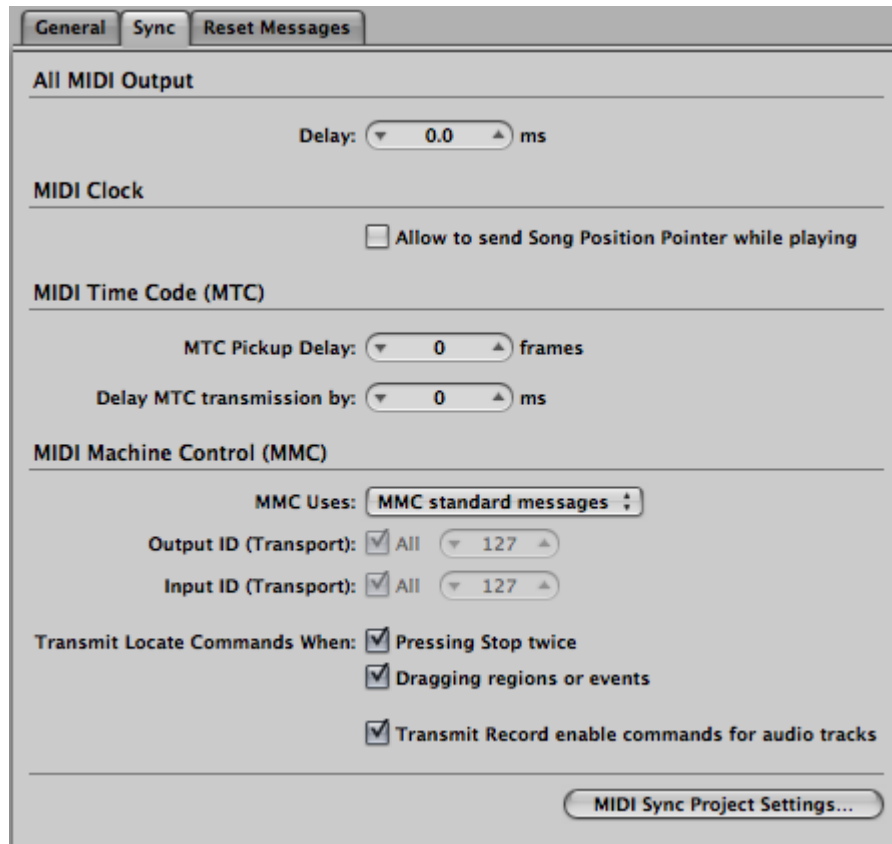 General Sync Reset Messages
All MIDI Output
Delay: 0.0 ms
MIDI Clock
Allow to send Song Position Pointer while playing
MIDI Time Code (MTC)
MTC Pickup Delay: 0 frames
Delay MTC transmission by: 0 ms
MIDI Machine Control (MMC)
MMC Uses: MMC standard messages
Output ID (Transport): All 127
Input ID (Transport): All 127
Transmit Locate Commands When: Pressing Stop twice
Dragging regions or events
Transmit Record enable commands for audio tracks
MIDI Sync Project Settings...